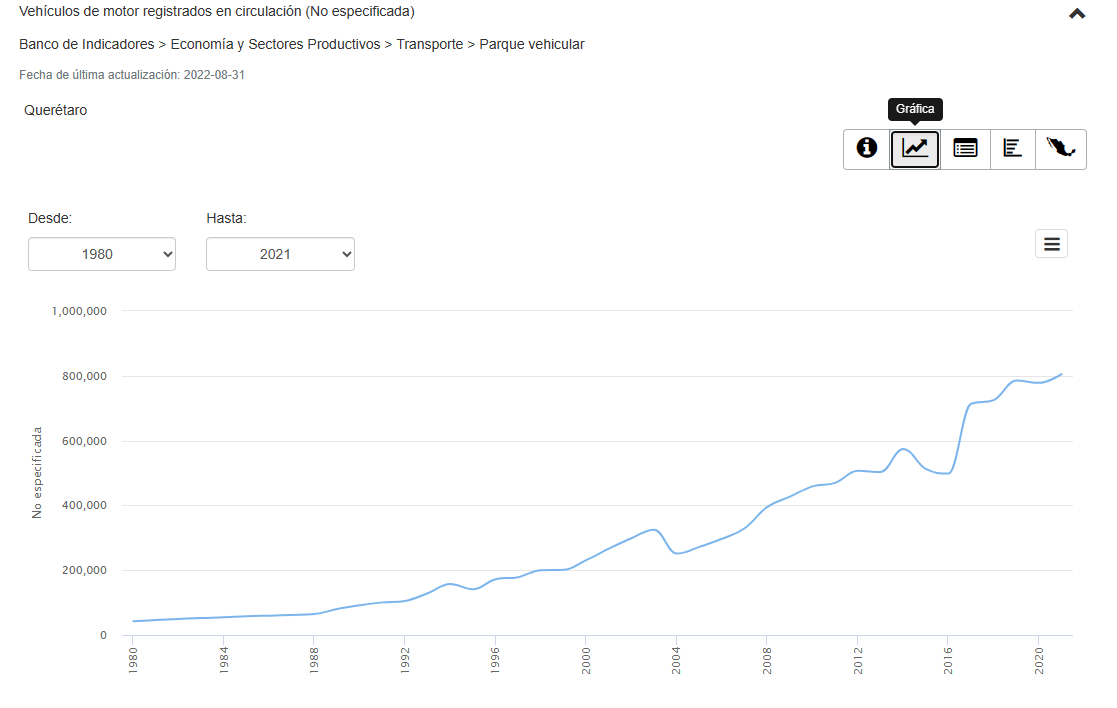 Vehículos de motor registrados en circulación (No especificada)
Banco de Indicadores > Economía y Sectores Productivos > Transporte > Parque vehicular
Fecha de última actualización: 2022-08-31
Querétaro
Gráfica
Desde:
Hasta:
1980
2021
1,000,000
800,000
600,000
400,000
200,000
0
No especificada
1980
1984
1988
1992
1996
2000
2004
2008
2012
2016
2020